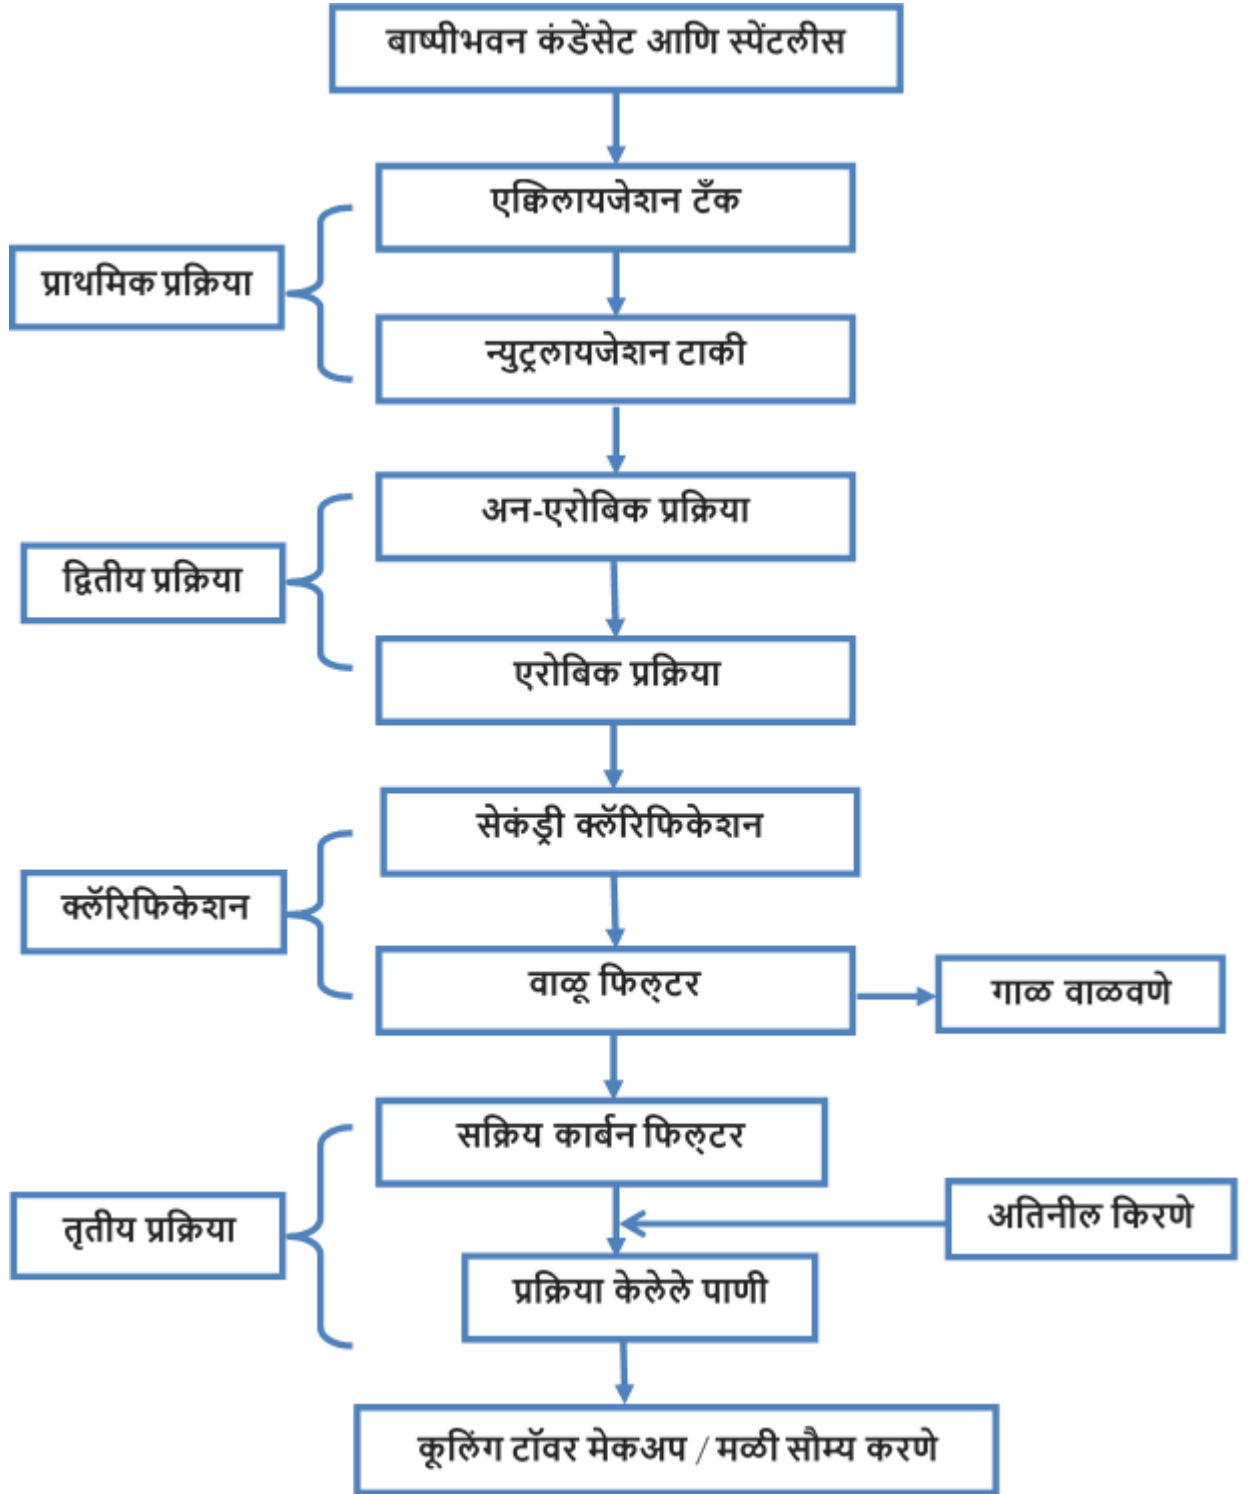 बाष्पीभवन कंडेंसेट आणि स्पेंटलीस
एक्विलायजेशन टँक
प्राथमिक प्रक्रिया
न्युट्रलायजेशन टाकी
अन-एरोबिक प्रक्रिया
द्वितीय प्रक्रिया
एरोबिक प्रक्रिया
सेकंड्री क्लॅरिफिकेशन
क्लॅरिफिकेशन
वाळू फिल्टर
गाळ वाळवणे
सक्रिय कार्बन फिल्टर
तृतीय प्रक्रिया
अतिनील किरणे
प्रक्रिया केलेले पाणी
कूलिंग टॉवर मेकअप / मळी सौम्य करणे